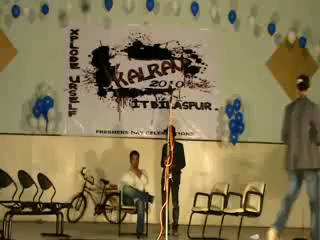 XPLORE URSELF
KALRAV
2010
IT BILASPUR.
FRESHERS DAY CELEBRATIONS